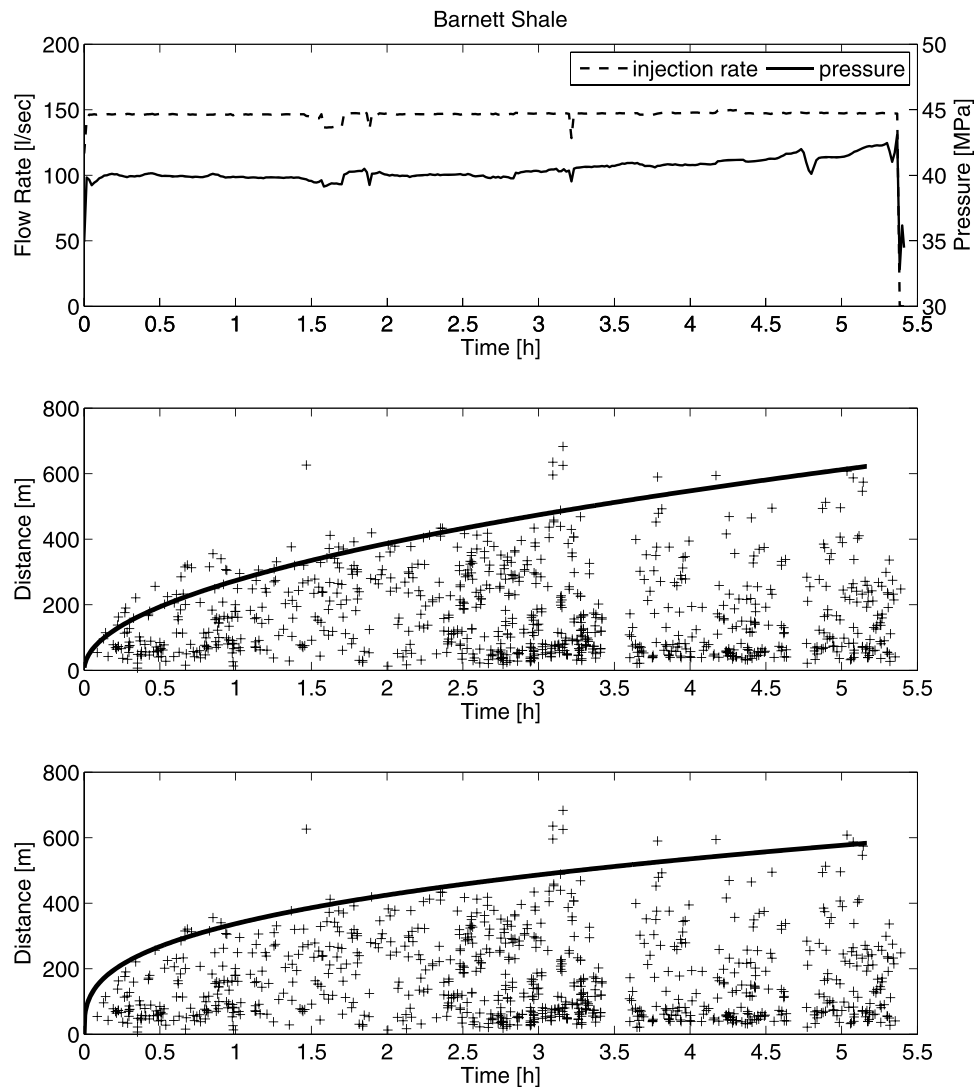 Barnett Shale
injection rate pressure
Flow Rate [l/sec]
200
150
100
50
0
Pressure [MPa]
50
45
40
35
30
0 0.5 1 1.5 2 2.5 3 3.5 4 4.5 5 5.5
Time [h]
Distance [m]
800
600
400
200
0
0 0.5 1 1.5 2 2.5 3 3.5 4 4.5 5 5.5
Time [h]
Distance [m]
800
600
400
200
0
0 0.5 1 1.5 2 2.5 3 3.5 4 4.5 5 5.5
Time [h]